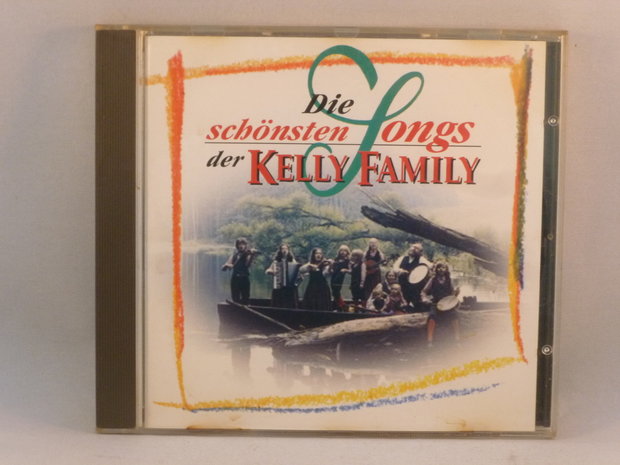 Die
schönsten Songs
der KELLY FAMILY